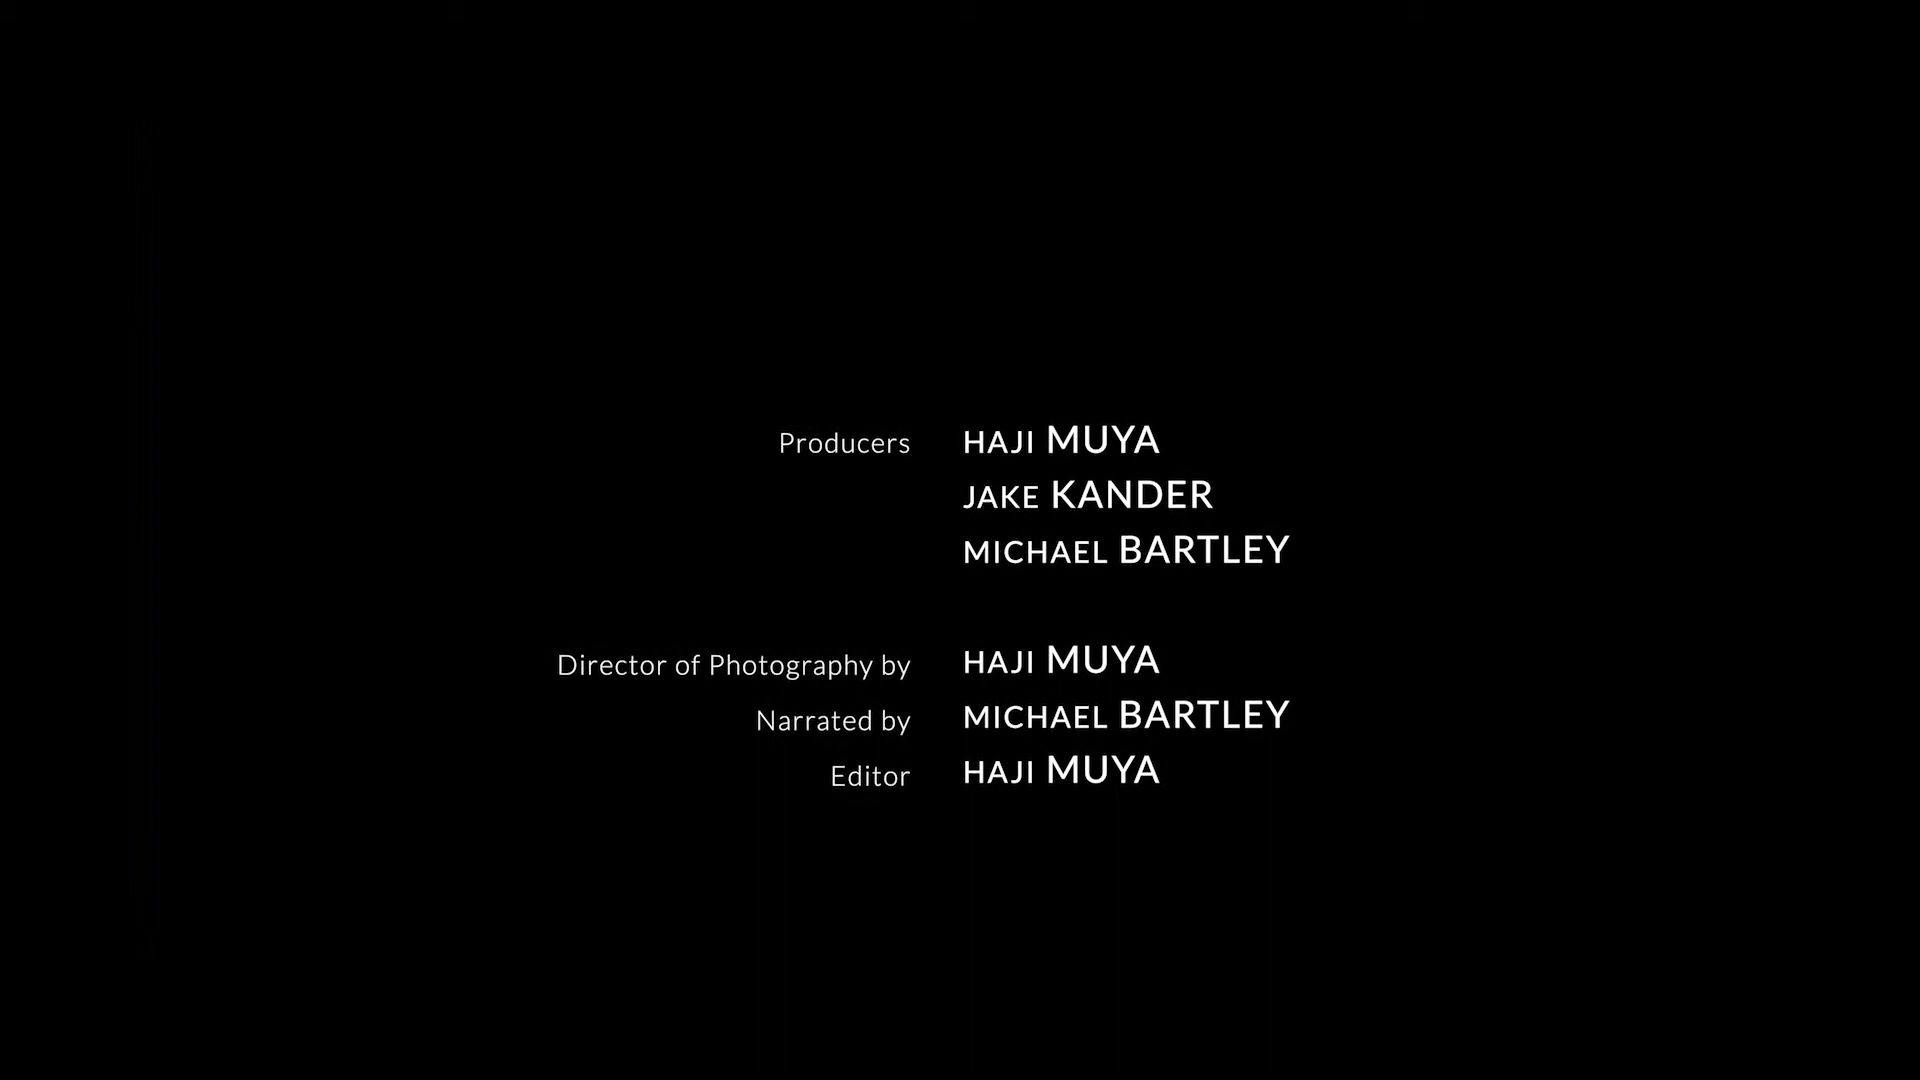 Producers HAJI MUYA
JAKE KANDER
MICHAEL BARTLEY
Director of Photography by HAJI MUYA
Narrated by MICHAEL BARTLEY
Editor HAJI MUYA